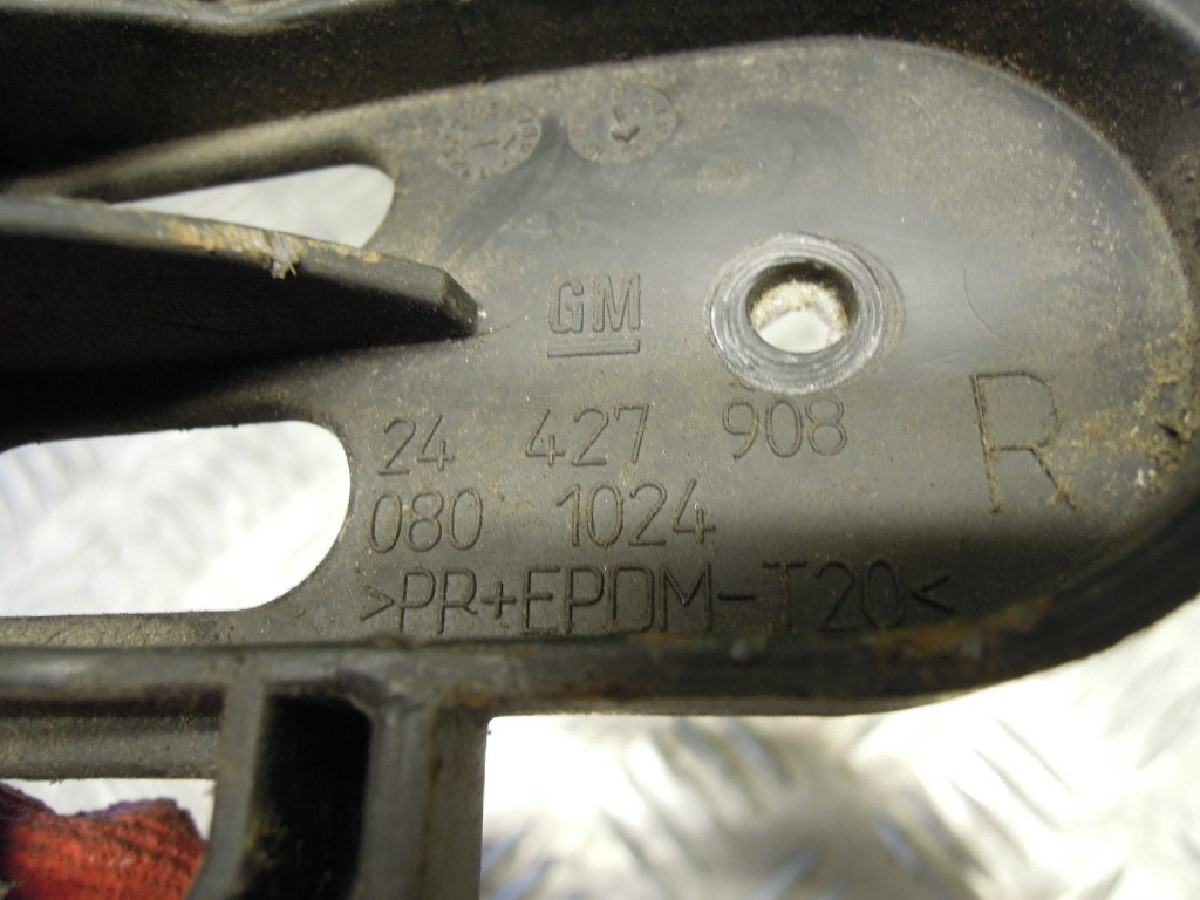 GM
24 427 908
R
080 1024
>PP+EPDM-T20<